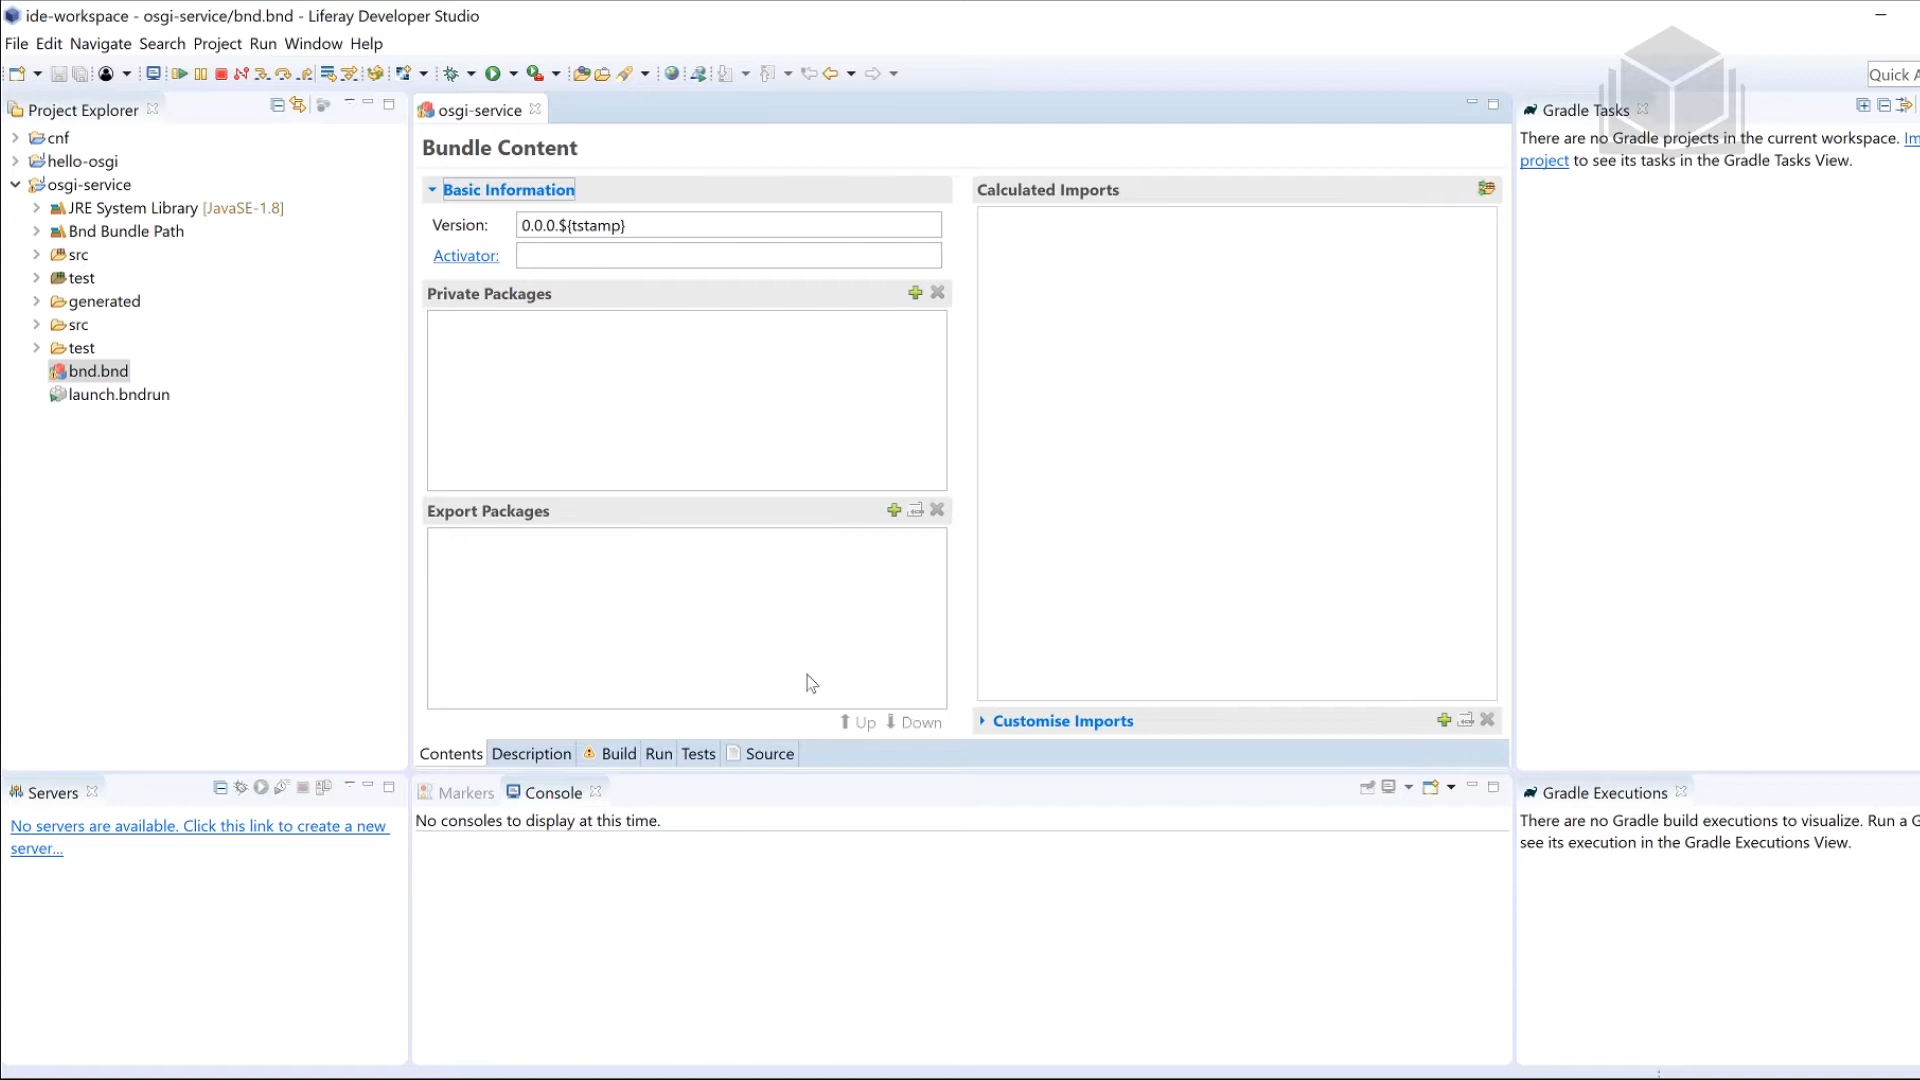 ide-workspace - osgi-service/bnd.bnd - Liferay Developer Studio
File Edit Navigate Search Project Run Window Help
Quick A
Project Explorer
cnf
hello-osgi
osgi-service
JRE System Library [JavaSE-1.8]
Bnd Bundle Path
src
test
generated
src
test
bnd.bnd
launch.bndrun
osgi-service
Bundle Content
Basic Information
Version: 0.0.0.${tstamp}
Activator:
Private Packages
Export Packages
Up Down
Calculated Imports
Customise Imports
Contents Description Build Run Tests Source
Gradle Tasks
There are no Gradle projects in the current workspace. Im
project to see its tasks in the Gradle Tasks View.
Servers
No servers are available. Click this link to create a new
server...
Markers Console
No consoles to display at this time.
Gradle Executions
There are no Gradle build executions to visualize. Run a G
see its execution in the Gradle Executions View.